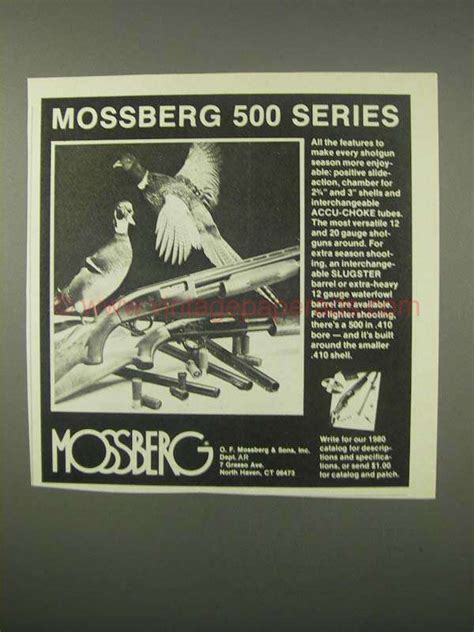 MOSSBERG 500 SERIES
All the features to
make every shotgun
season more enjoy-
able: positive slide-
action, chamber for
2¾" and 3" shells and
interchangeable
ACCU-CHOKE tubes.
The most versatile 12
and 20 gauge shot-
guns around. For
extra season shoot-
ing, an interchange-
able SLUGSTER
barrel or extra-heavy
12 gauge waterfowl
barrel are available.
For lighter shooting,
there's a 500 in .410
bore — and it's built
around the smaller
.410 shell.
MOSSBERG
O. F. Mossberg & Sons, Inc.
Dept. AR
7 Grasso Ave.
North Haven, CT 06473
Write for our 1980
catalog for descrip-
tions and specifica-
tions, or send $1.00
for catalog and patch.